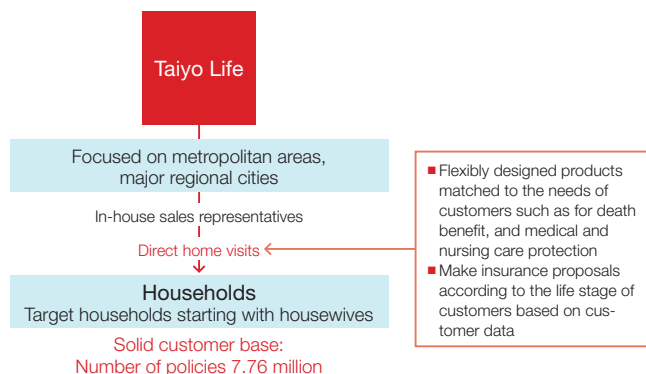 Taiyo Life
Focused on metropolitan areas,
major regional cities
In-house sales representatives
Direct home visits
Households
Target households starting with housewives
Solid customer base:
Number of policies 7.76 million
Flexibly designed products
matched to the needs of
customers such as for death
benefit, and medical and
nursing care protection
Make insurance proposals
according to the life stage of
customers based on cus-
tomer data